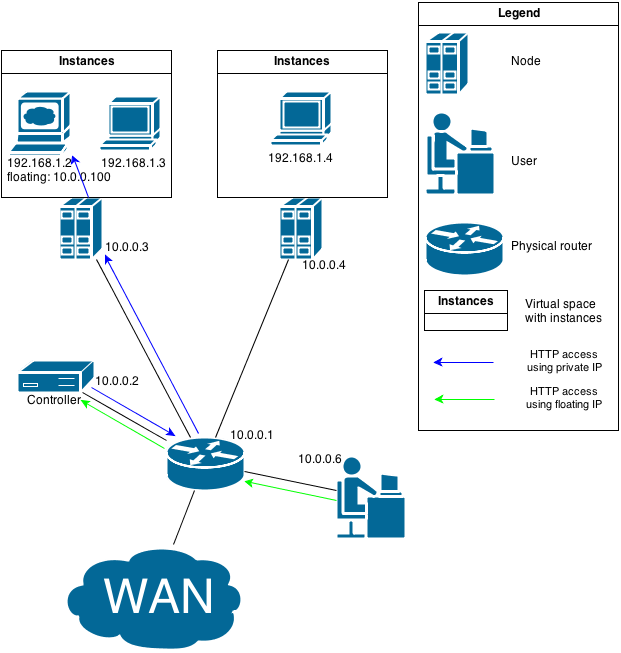 Legend
Node
User
Physical router
Instances
Virtual space
with instances
HTTP access
using private IP
HTTP access
using floating IP
Instances
192.168.1.2
floating: 10.0.0.100
192.168.1.3
Instances
192.168.1.4
10.0.0.3
10.0.0.4
10.0.0.2
Controller
10.0.0.1
10.0.0.6
WAN